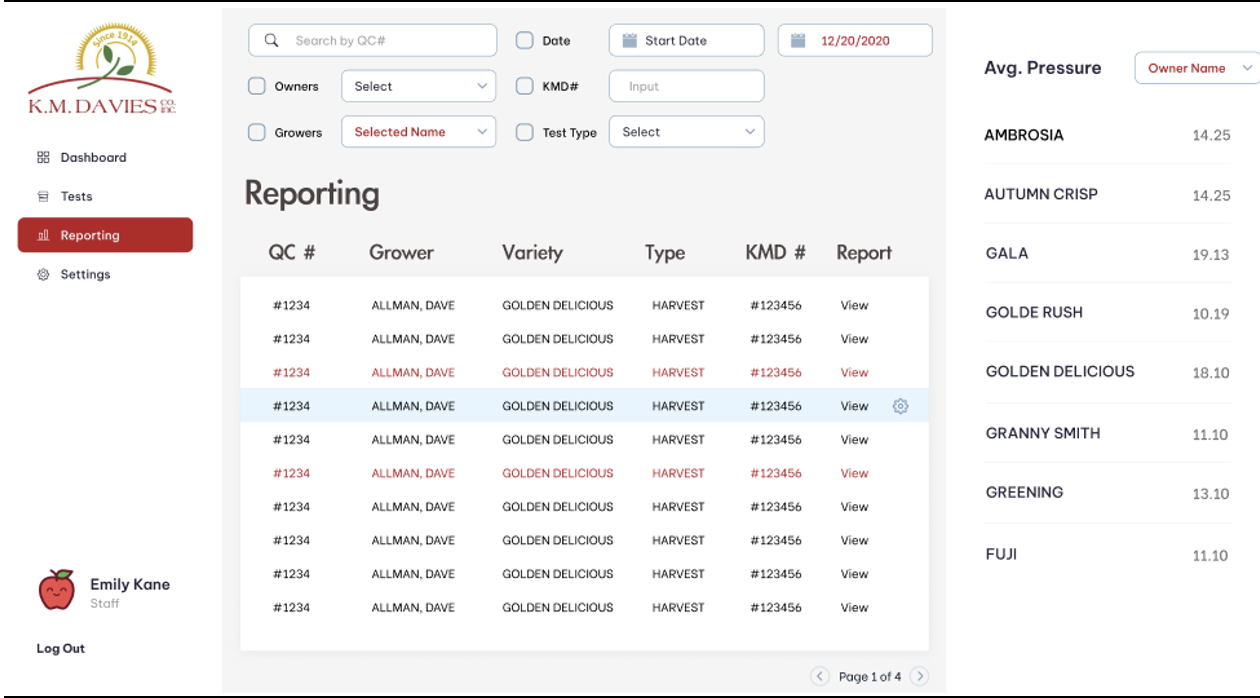 Since 1914
K.M. DAVIES CO. INC
Dashboard
Tests
Reporting
Settings
Emily Kane
Staff
Log Out
Search by QC#
Date
Start Date
12/20/2020
Owners
Select
KMD#
Input
Growers
Selected Name
Test Type
Select
Reporting
QC # Grower Variety Type KMD # Report
#1234 ALLMAN, DAVE GOLDEN DELICIOUS HARVEST #123456 View
#1234 ALLMAN, DAVE GOLDEN DELICIOUS HARVEST #123456 View
#1234 ALLMAN, DAVE GOLDEN DELICIOUS HARVEST #123456 View
#1234 ALLMAN, DAVE GOLDEN DELICIOUS HARVEST #123456 View
#1234 ALLMAN, DAVE GOLDEN DELICIOUS HARVEST #123456 View
#1234 ALLMAN, DAVE GOLDEN DELICIOUS HARVEST #123456 View
#1234 ALLMAN, DAVE GOLDEN DELICIOUS HARVEST #123456 View
#1234 ALLMAN, DAVE GOLDEN DELICIOUS HARVEST #123456 View
#1234 ALLMAN, DAVE GOLDEN DELICIOUS HARVEST #123456 View
#1234 ALLMAN, DAVE GOLDEN DELICIOUS HARVEST #123456 View
Page 1 of 4
Avg. Pressure
Owner Name
AMBROSIA 14.25
AUTUMN CRISP 14.25
GALA 19.13
GOLDE RUSH 10.19
GOLDEN DELICIOUS 18.10
GRANNY SMITH 11.10
GREENING 13.10
FUJI 11.10